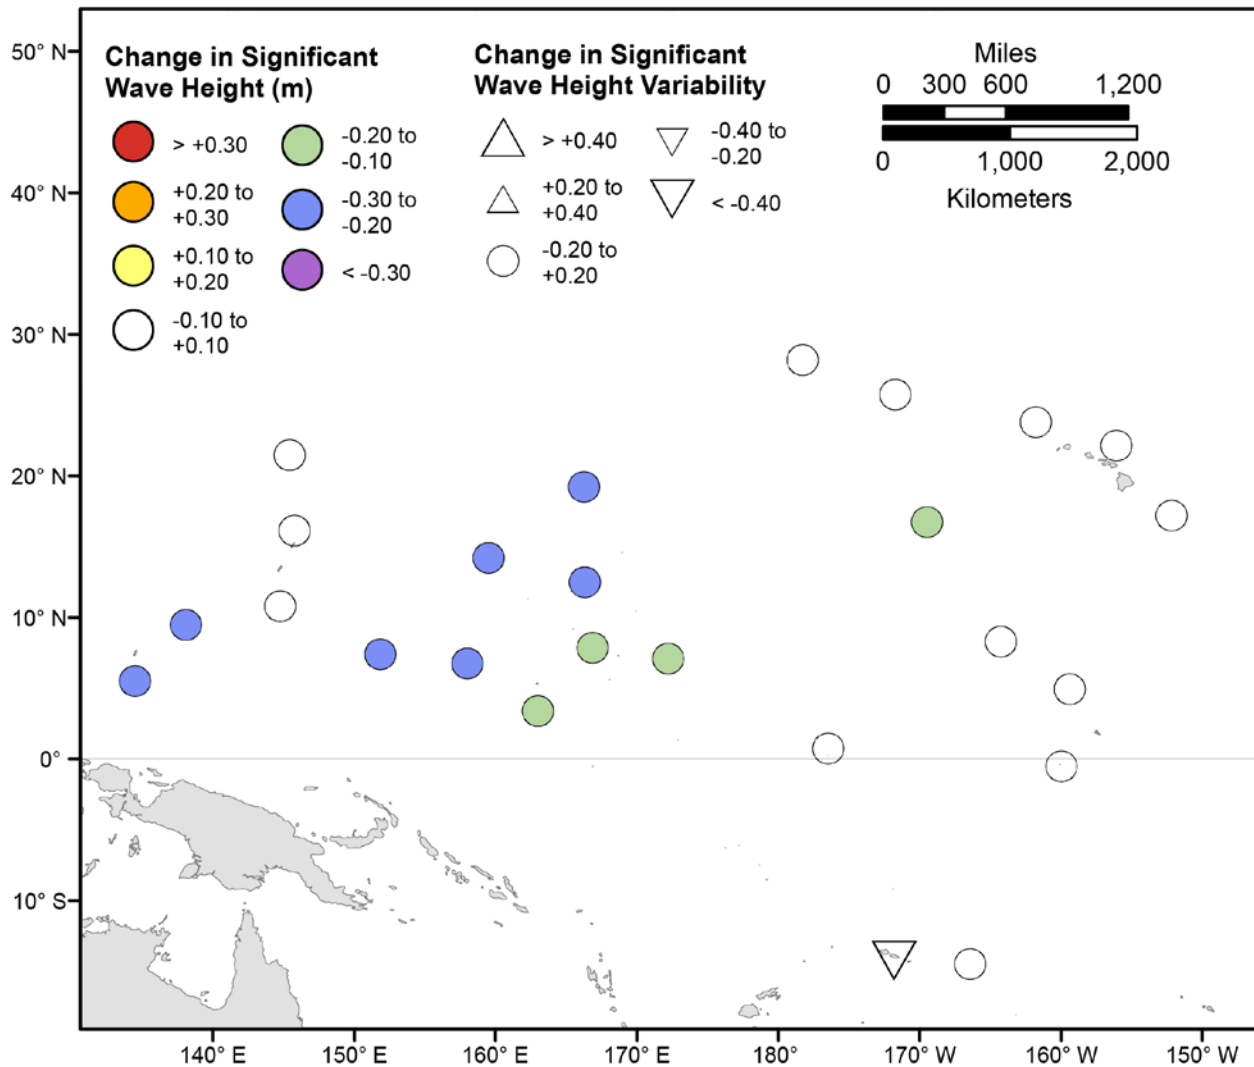 Change in Significant
Wave Height (m)
> +0.30
+0.20 to
+0.30
+0.10 to
+0.20
-0.10 to
+0.10
-0.20 to
-0.10
-0.30 to
-0.20
< -0.30
Change in Significant
Wave Height Variability
> +0.40
+0.20 to
+0.40
-0.20 to
+0.20
-0.40 to
-0.20
< -0.40
Miles
0 300 600 1,200
0 1,000 2,000
Kilometers
50° N
40° N
30° N
20° N
10° N
0°
10° S
140° E 150° E 160° E 170° E 180° 170° W 160° W 150° W